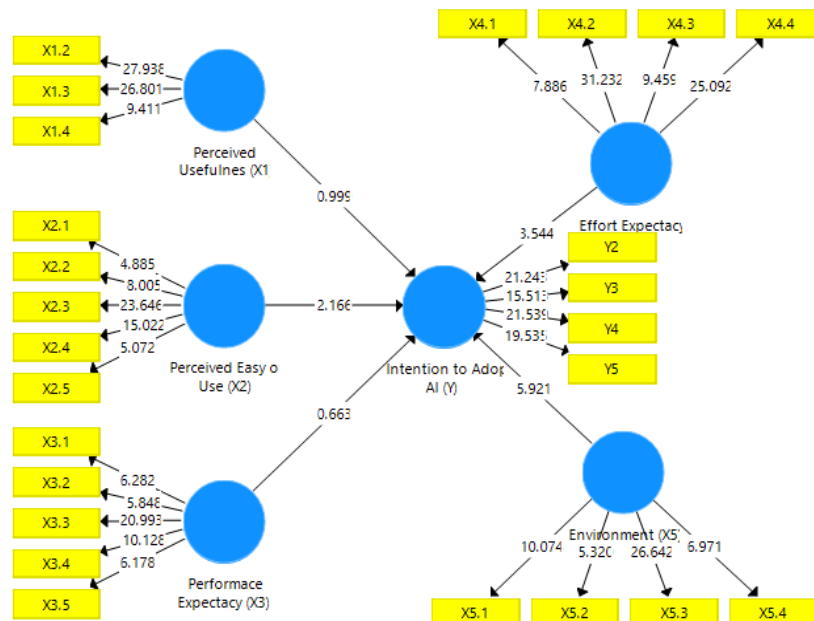 X4.1 X4.2 X4.3 X4.4
X1.2
X1.3
X1.4
27.938
26.801
9.411
Perceived
Usefulnes (X1
7.886 31.232 9.459 25.092
Effort Expectacy
0.999
3.544
X2.1
X2.2
X2.3
X2.4
X2.5
4.885
8.005
23.646
15.022
5.072
Perceived Easy o
Use (X2)
2.166
Intention to Adop
AI (Y)
21.243
15.513
21.539
19.535
Y2
Y3
Y4
Y5
0.663
5.921
X3.1
X3.2
X3.3
X3.4
X3.5
6.282
5.848
20.993
10.128
6.178
Performace
Expectacy (X3)
Environment (X5)
10.074 5.320 26.642 6.971
X5.1 X5.2 X5.3 X5.4